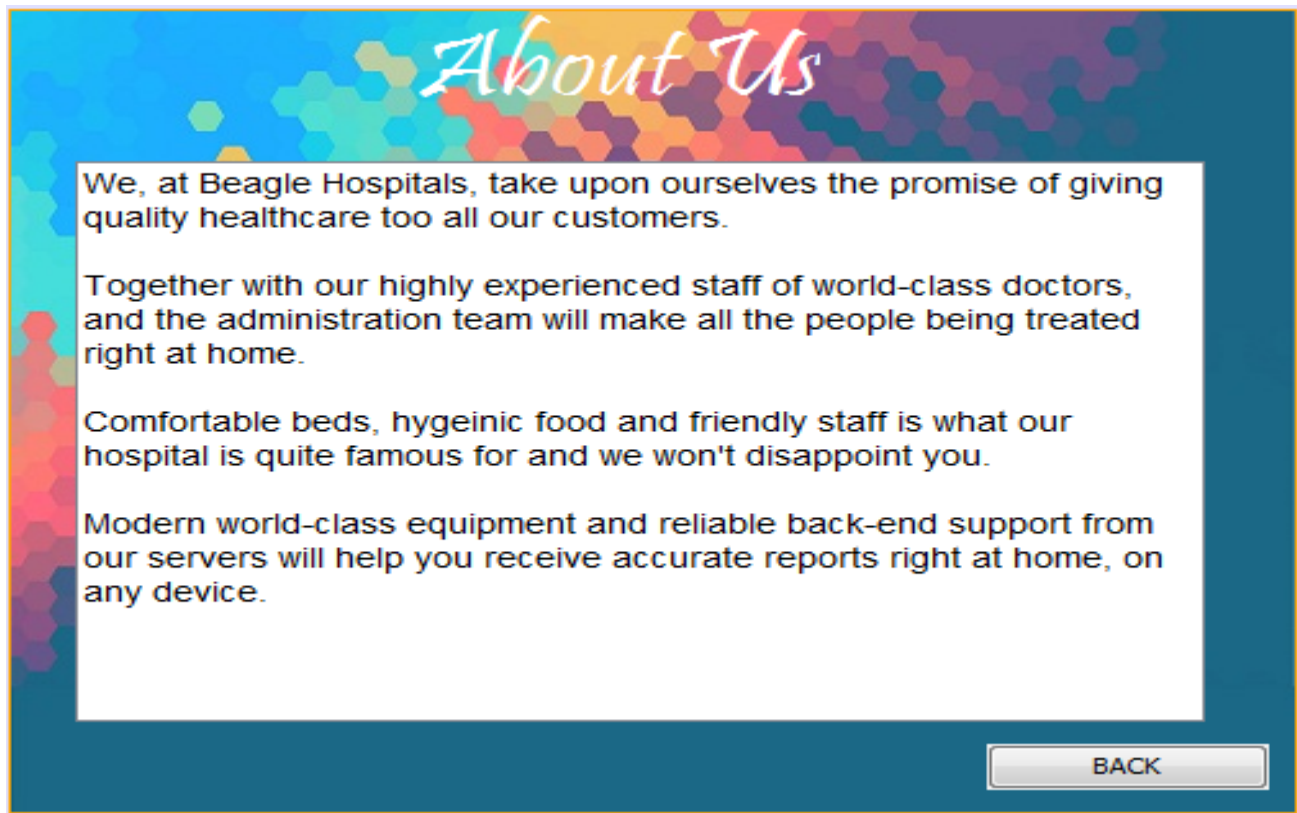 About Us
We, at Beagle Hospitals, take upon ourselves the promise of giving
quality healthcare too all our customers.
Together with our highly experienced staff of world-class doctors,
and the administration team will make all the people being treated
right at home.
Comfortable beds, hygeinic food and friendly staff is what our
hospital is quite famous for and we won't disappoint you.
Modern world-class equipment and reliable back-end support from
our servers will help you receive accurate reports right at home, on
any device.
BACK